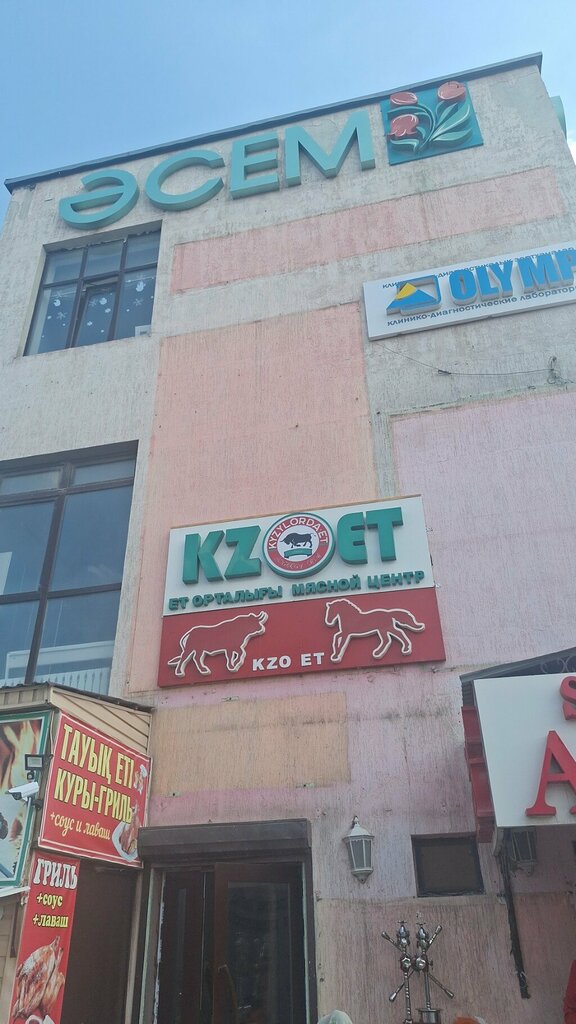 ӘСЕМ
OLYMP
клинико-диагностические лаборатор
KZ
KYZYLORDA ET
ET
ЕТ ОРТАЛЫҒЫ МЯСНОЙ ЦЕНТР
KZO ET
ТАУЫҚ ЕТІ
КУРЫ-ГРИЛЬ
+соус и лаваш
ГРИЛЬ
+соус
+лаваш
S
A